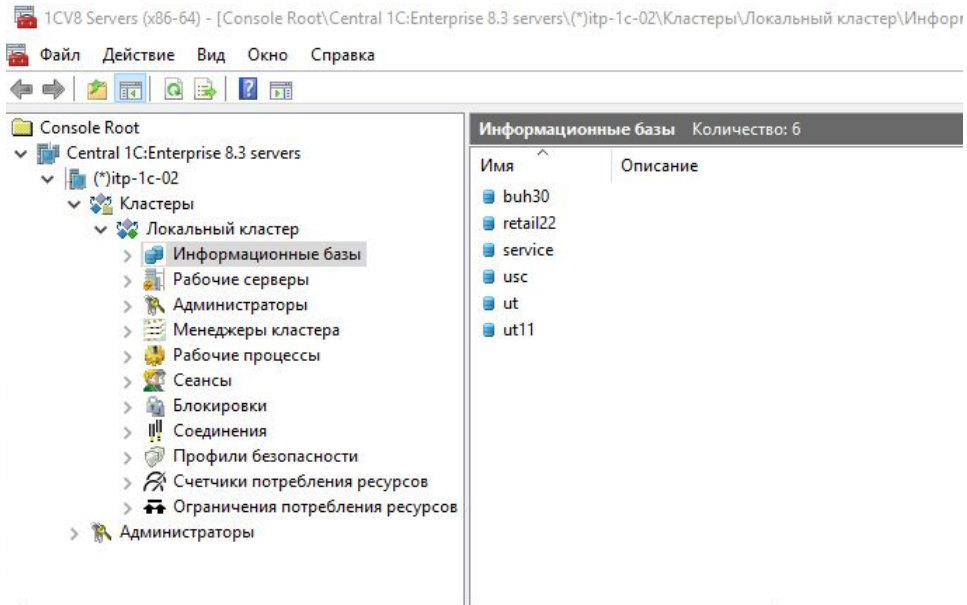 1CV8 Servers (x86-64) - [Console Root\Central 1C:Enterprise 8.3 servers\(*)itp-1c-02\Кластеры\Локальный кластер\Инфор
Файл Действие Вид Окно Справка
Console Root
Central 1C:Enterprise 8.3 servers
(*)itp-1c-02
Кластеры
Локальный кластер
Информационные базы
Рабочие серверы
Администраторы
Менеджеры кластера
Рабочие процессы
Сеансы
Блокировки
Соединения
Профили безопасности
Счетчики потребления ресурсов
Ограничения потребления ресурсов
Администраторы
Информационные базы Количество: 6
Имя Описание
buh30
retail22
service
usc
ut
ut11